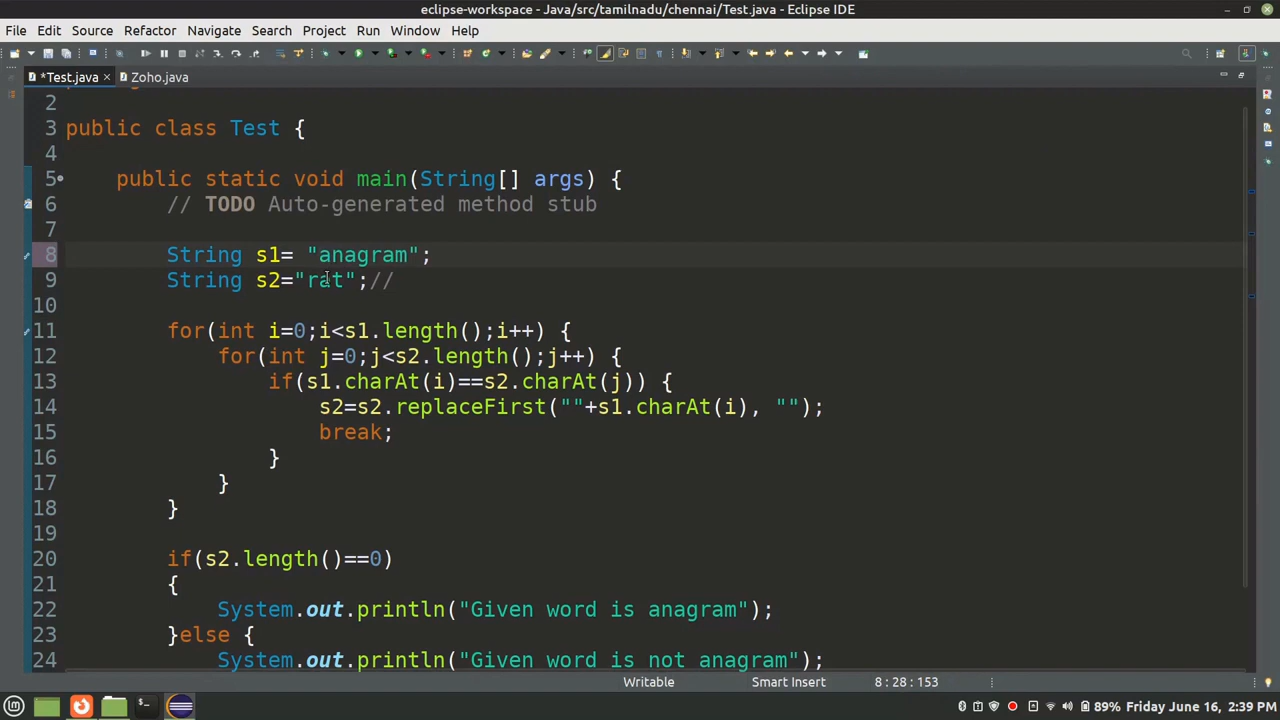 eclipse-workspace - Java/src/tamilnadu/chennai/Test.java - Eclipse IDE
File Edit Source Refactor Navigate Search Project Run Window Help
*Test.java Zoho.java
2
3 public class Test {
4
5 public static void main(String[] args) {
6 // TODO Auto-generated method stub
7
8 String s1= "anagram";
9 String s2="rat";//
10
11 for(int i=0;i<s1.length();i++) {
12 for(int j=0;j<s2.length();j++) {
13 if(s1.charAt(i)==s2.charAt(j)) {
14 s2=s2.replaceFirst(""+s1.charAt(i), "");
15 break;
16 }
17 }
18 }
19
20 if(s2.length()==0)
21 {
22 System.out.println("Given word is anagram");
23 }else {
24 System.out.println("Given word is not anagram");
Writable Smart Insert 8 : 28 : 153
89% Friday June 16, 2:39 PM